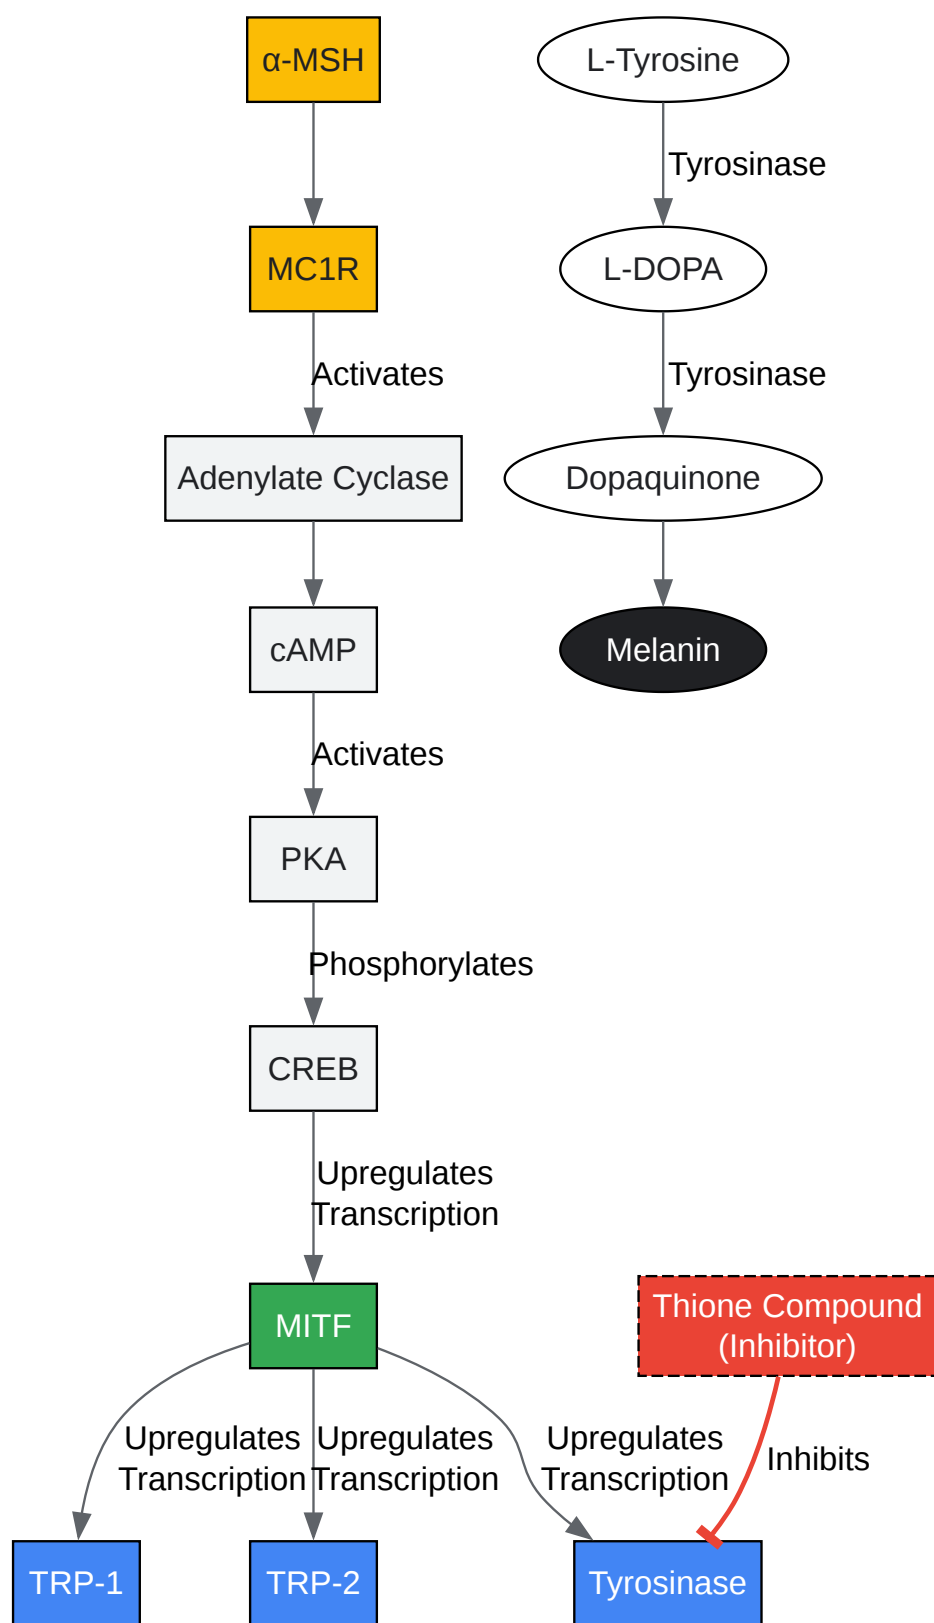 α-MSH
L-Tyrosine
Tyrosinase
MC1R
L-DOPA
Activates
Tyrosinase
Adenylate Cyclase
Dopaquinone
cAMP
Melanin
Activates
PKA
Phosphorylates
CREB
Upregulates
Transcription
MITF
Thione Compound
(Inhibitor)
Upregulates
Transcription
Upregulates
Transcription
Upregulates
Transcription
Inhibits
TRP-1
TRP-2
Tyrosinase